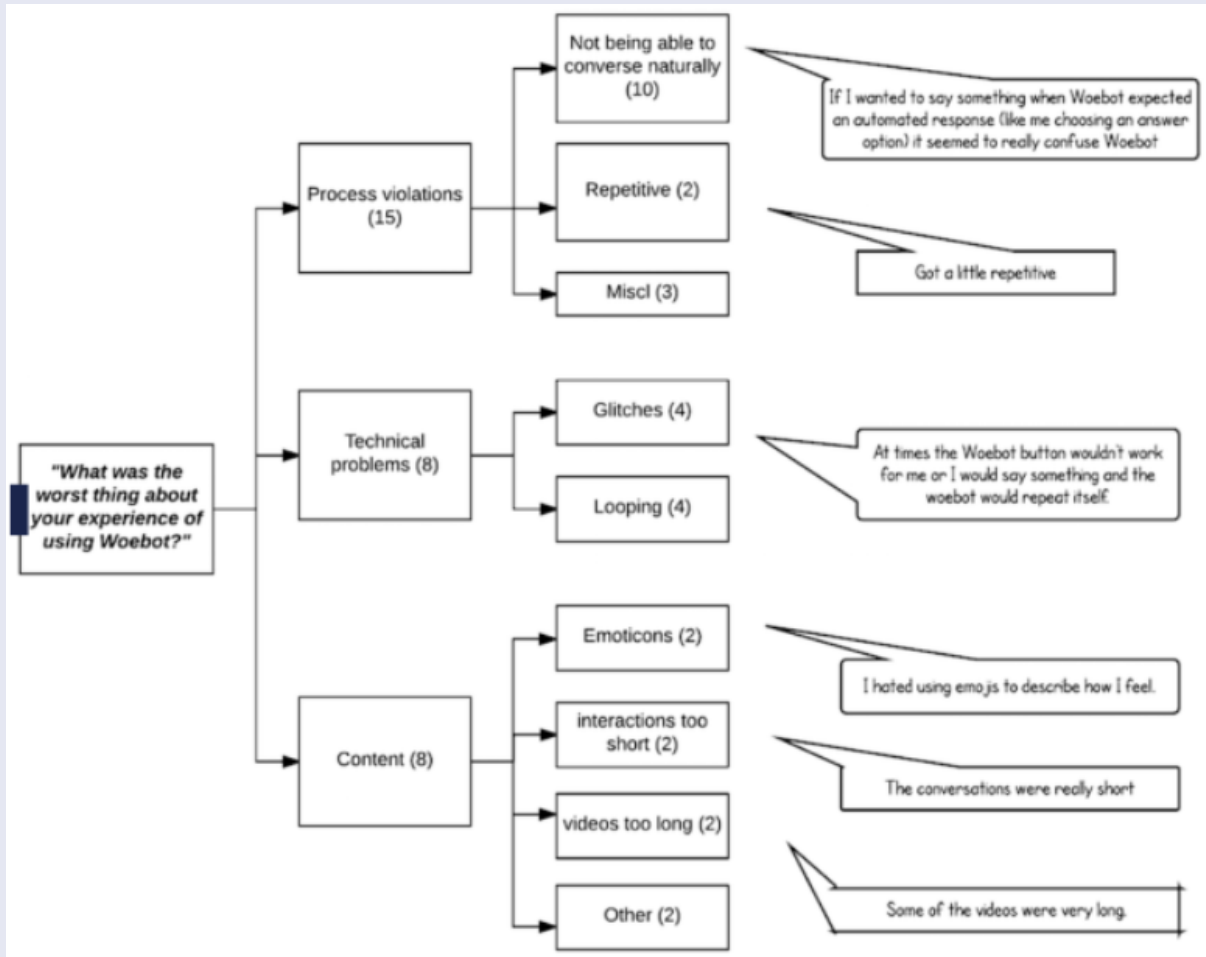 "What was the
worst thing about
your experience of
using Woebot?"
Process violations
(15)
Not being able to
converse naturally
(10)
If I wanted to say something when Woebot expected
an automated response (like me choosing an answer
option) it seemed to really confuse Woebot
Repetitive (2)
Got a little repetitive
Miscl (3)
Technical
problems (8)
Glitches (4)
At times the Woebot button wouldn't work
for me or I would say something and the
woebot would repeat itself.
Looping (4)
Content (8)
Emoticons (2)
I hated using emojis to describe how I feel.
interactions too
short (2)
The conversations were really short
videos too long (2)
Some of the videos were very long.
Other (2)